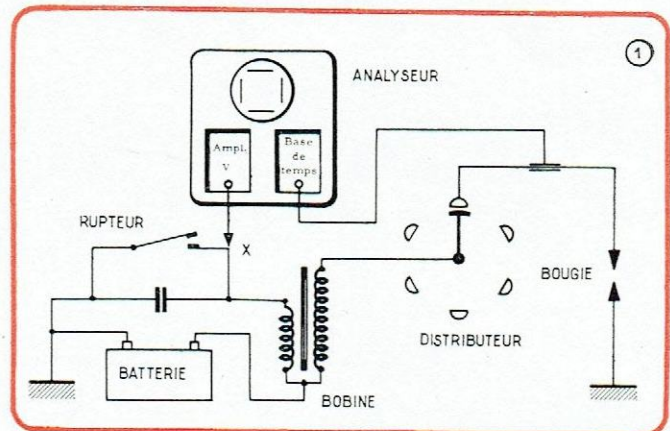 1
ANALYSEUR
Ampl.
V
Base
de
temps
RUPTEUR
X
BOUGIE
DISTRIBUTEUR
BATTERIE
BOBINE